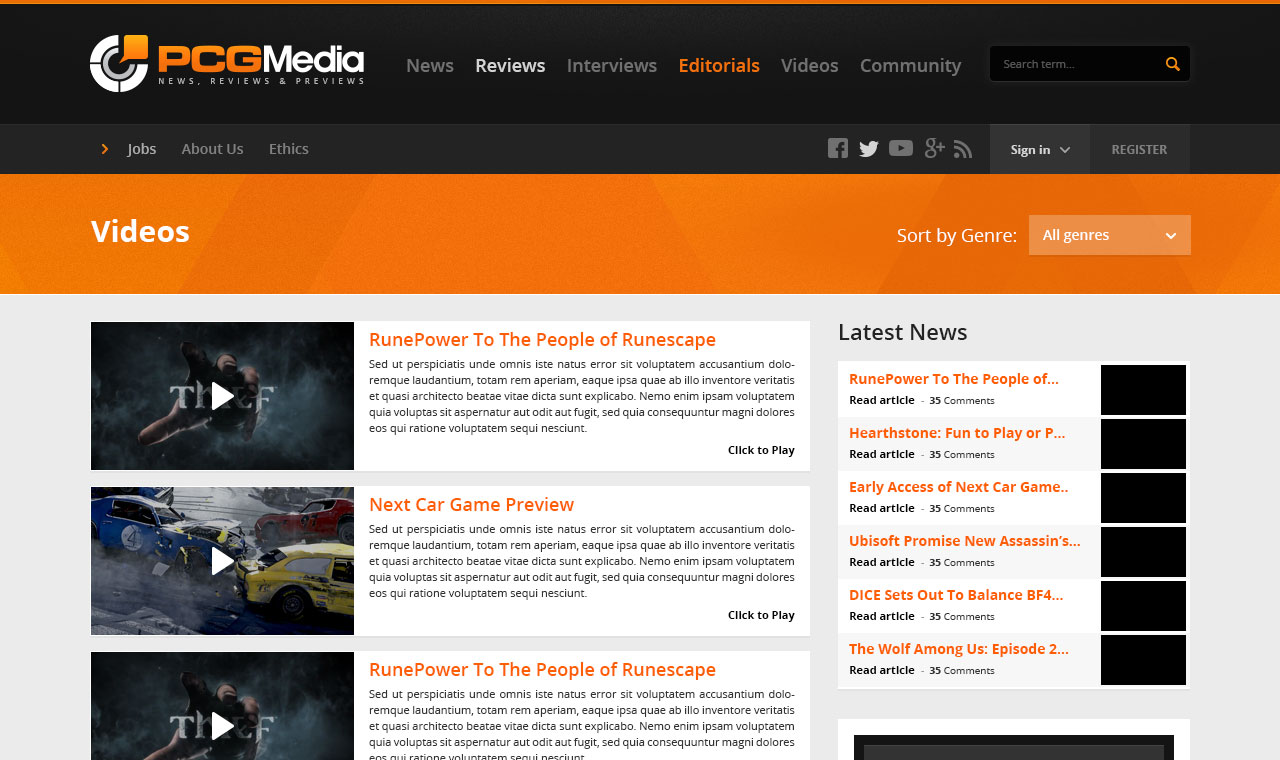 PCGMedia
NEWS, REVIEWS & PREVIEWS
News Reviews Interviews Editorials Videos Community
Search term...
Jobs About Us Ethics
Sign in REGISTER
Videos
Sort by Genre: All genres
THIEF
RunePower To The People of Runescape
Sed ut perspiciatis unde omnis iste natus error sit voluptatem accusantium dolo-
remque laudantium, totam rem aperiam, eaque ipsa quae ab illo inventore veritatis
et quasi architecto beatae vitae dicta sunt explicabo. Nemo enim ipsam voluptatem
quia voluptas sit aspernatur aut odit aut fugit, sed quia consequuntur magni dolores
eos qui ratione voluptatem sequi nesciunt.
Click to Play
4
Next Car Game Preview
Sed ut perspiciatis unde omnis iste natus error sit voluptatem accusantium dolo-
remque laudantium, totam rem aperiam, eaque ipsa quae ab illo inventore veritatis
et quasi architecto beatae vitae dicta sunt explicabo. Nemo enim ipsam voluptatem
quia voluptas sit aspernatur aut odit aut fugit, sed quia consequuntur magni dolores
eos qui ratione voluptatem sequi nesciunt.
Click to Play
THIEF
RunePower To The People of Runescape
Sed ut perspiciatis unde omnis iste natus error sit voluptatem accusantium dolo-
remque laudantium, totam rem aperiam, eaque ipsa quae ab illo inventore veritatis
et quasi architecto beatae vitae dicta sunt explicabo. Nemo enim ipsam voluptatem
quia voluptas sit aspernatur aut odit aut fugit, sed quia consequuntur magni dolores
eos qui ratione voluptatem sequi nesciunt.
Latest News
RunePower To The People of...
Read article - 35 Comments
Hearthstone: Fun to Play or P...
Read article - 35 Comments
Early Access of Next Car Game..
Read article - 35 Comments
Ubisoft Promise New Assassin's...
Read article - 35 Comments
DICE Sets Out To Balance BF4...
Read article - 35 Comments
The Wolf Among Us: Episode 2...
Read article - 35 Comments